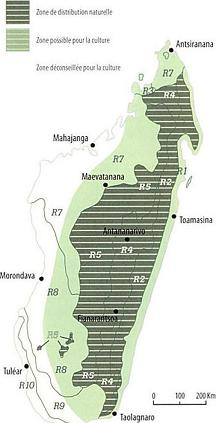 Zone de distribution naturelle
Zone possible pour la culture
Zone déconseillée pour la culture
Antsiranana
R7
R3
R4
Mahajanga
R7
R1
Maevatanana
R5
R2
R7
Toamasina
Antananarivo
R4
Morondava
R8
R2
Fianarantsoa
Tuléar
R8
R5
R4
R10
R9
Taolagnaro
0 100 200 Km